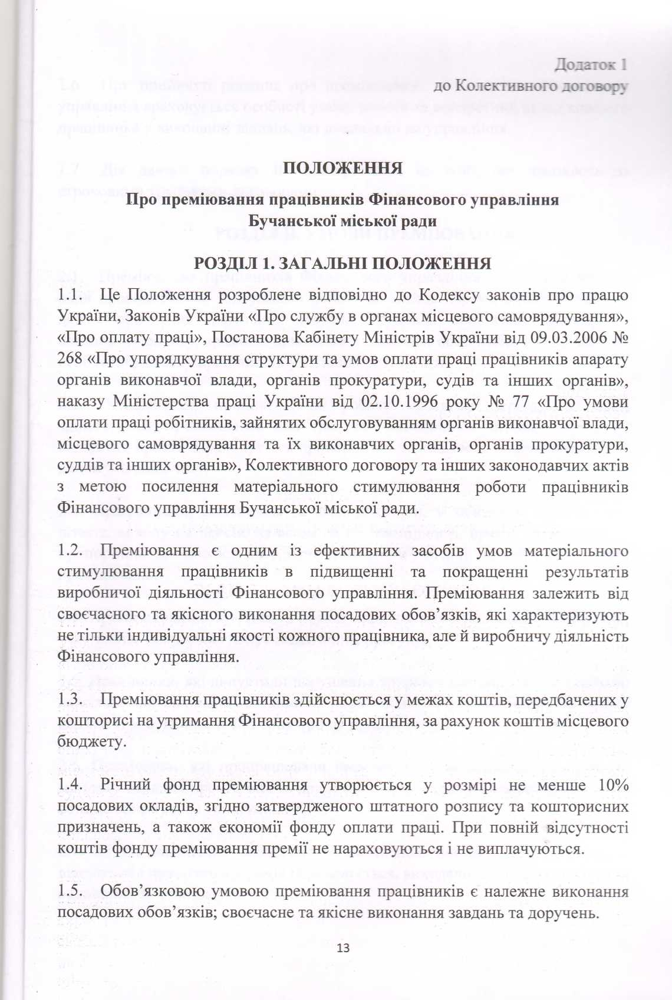 Додаток 1
до Колективного договору
ПОЛОЖЕННЯ
Про преміювання працівників Фінансового управління
Бучанської міської ради
РОЗДІЛ 1. ЗАГАЛЬНІ ПОЛОЖЕННЯ
1.1. Це Положення розроблене відповідно до Кодексу законів про працю
України, Законів України «Про службу в органах місцевого самоврядування»,
«Про оплату праці», Постанова Кабінету Міністрів України від 09.03.2006 №
268 «Про упорядкування структури та умов оплати праці працівників апарату
органів виконавчої влади, органів прокуратури, судів та інших органів»,
наказу Міністерства праці України від 02.10.1996 року № 77 «Про умови
оплати праці робітників, зайнятих обслуговуванням органів виконавчої влади,
місцевого самоврядування та їх виконавчих органів, органів прокуратури,
суддів та інших органів», Колективного договору та інших законодавчих актів
з метою посилення матеріального стимулювання роботи працівників
Фінансового управління Бучанської міської ради.
1.2. Преміювання є одним із ефективних засобів умов матеріального
стимулювання працівників в підвищенні та покращенні результатів
виробничої діяльності Фінансового управління. Преміювання залежить від
своєчасного та якісного виконання посадових обов’язків, які характеризують
не тільки індивідуальні якості кожного працівника, але й виробничу діяльність
Фінансового управління.
1.3. Преміювання працівників здійснюється у межах коштів, передбачених у
кошторисі на утримання Фінансового управління, за рахунок коштів місцевого
бюджету.
1.4. Річний фонд преміювання утворюється у розмірі не менше 10%
посадових окладів, згідно затвердженого штатного розпису та кошторисних
призначень, а також економії фонду оплати праці. При повній відсутності
коштів фонду преміювання премії не нараховуються і не виплачуються.
1.5. Обов’язковою умовою преміювання працівників є належне виконання
посадових обов’язків; своєчасне та якісне виконання завдань та доручень.
13